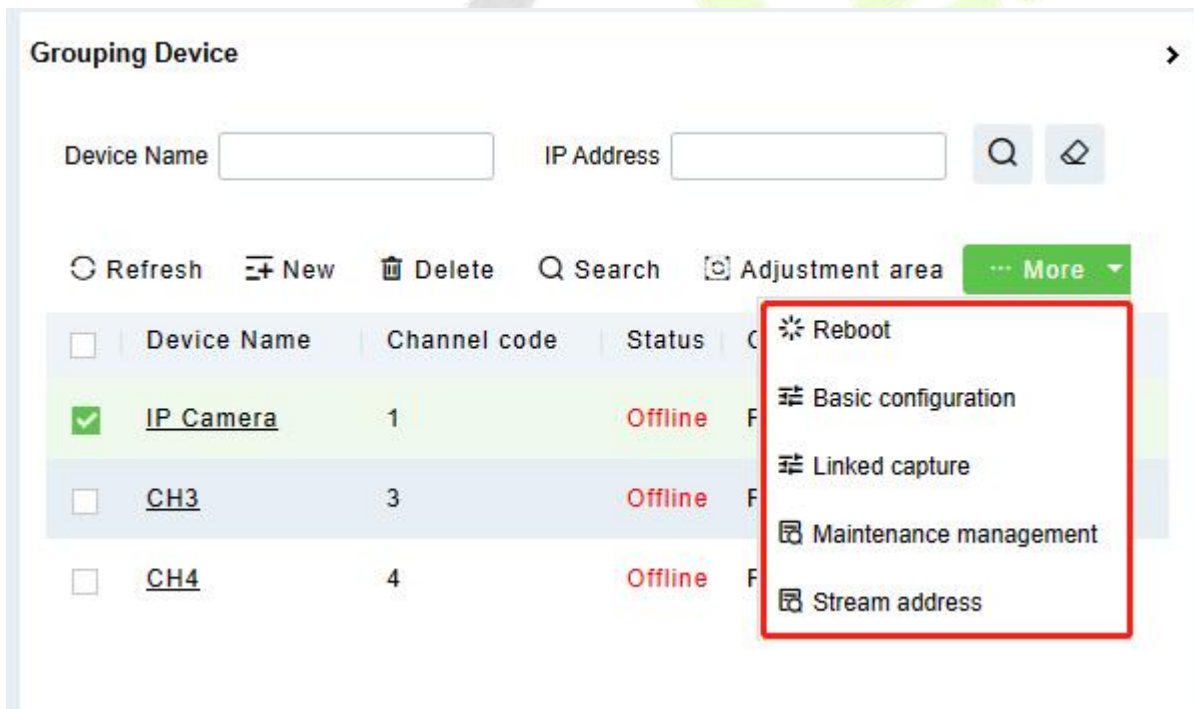 Grouping Device
Device Name IP Address
Refresh New Delete Search Adjustment area ··· More
Device Name Channel code Status
Reboot
Basic configuration
IP Camera 1 Offline
Linked capture
CH3 3 Offline
Maintenance management
CH4 4 Offline
Stream address